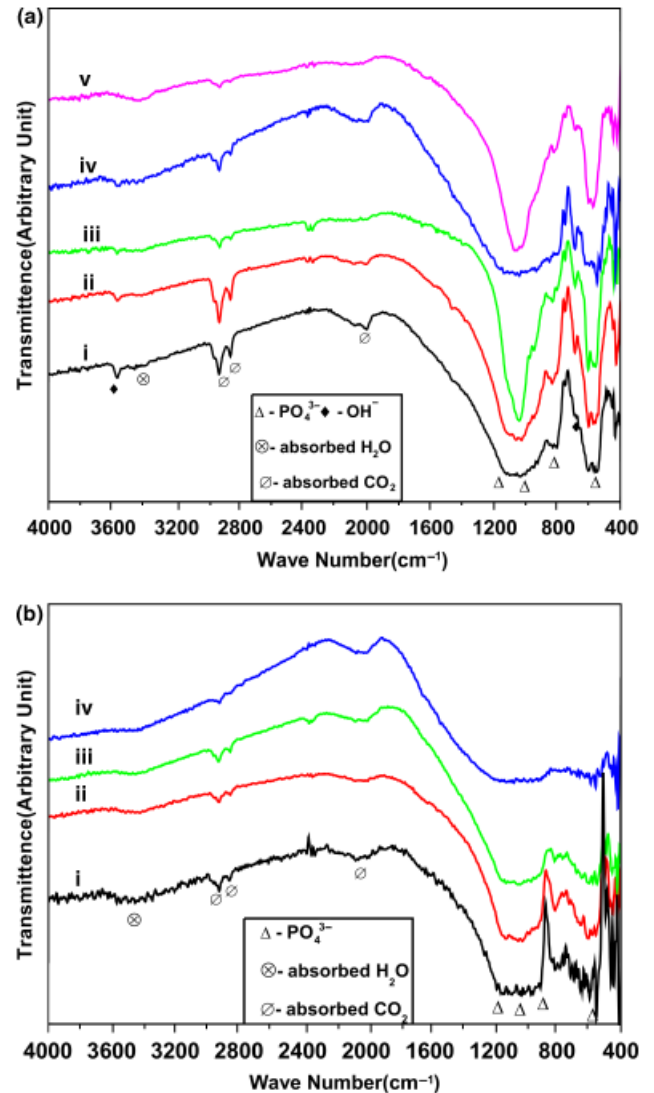 (a)
Transmittence(Arbitrary Unit)
v
iv
iii
ii
i
Δ - PO₄³⁻ ♦ - OH⁻
⊗- absorbed H₂O
∅- absorbed CO₂
4000 3600 3200 2800 2400 2000 1600 1200 800 400
Wave Number(cm⁻¹)
(b)
Transmittence(Arbitrary Unit)
iv
iii
ii
i
Δ - PO₄³⁻
⊗- absorbed H₂O
∅- absorbed CO₂
4000 3600 3200 2800 2400 2000 1600 1200 800 400
Wave Number(cm⁻¹)